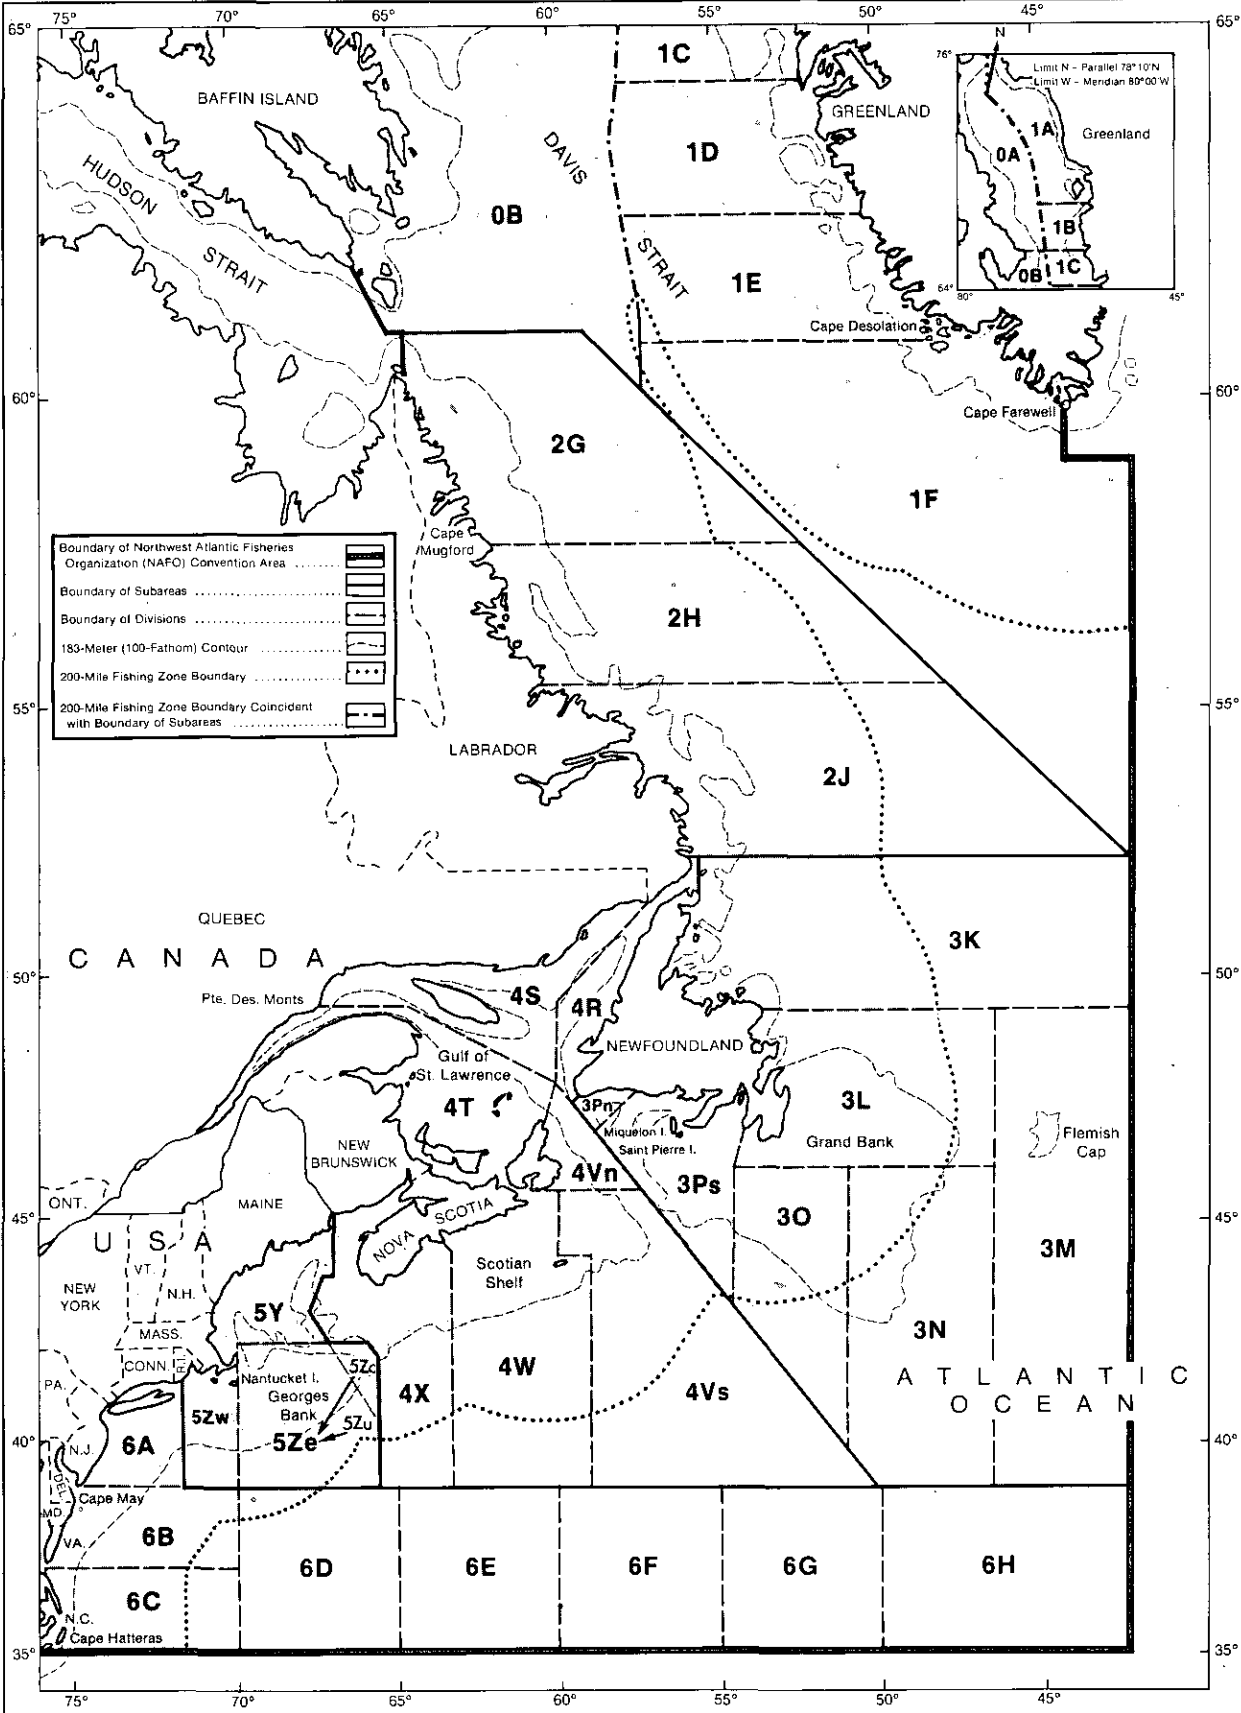 75° 70° 65° 60° 55° 50° 45°
65° 65°
1C
N
76°
Limit N - Parallel 78°10'N
Limit W - Meridian 80°00'W
BAFFIN ISLAND
GREENLAND
1A
Greenland
0A
DAVIS
1D
HUDSON
0B
1B
STRAIT
STRAIT
1E
0B
1C
64°
80° 45°
Cape Desolation
60° 60°
Cape Farewell
2G
1F
Cape
Mugford
Boundary of Northwest Atlantic Fisheries
Organization (NAFO) Convention Area
Boundary of Subareas
Boundary of Divisions
183-Meter (100-Fathom) Contour
200-Mile Fishing Zone Boundary
200-Mile Fishing Zone Boundary Coincident
with Boundary of Subareas
2H
55° 55°
LABRADOR
2J
QUEBEC
CANADA
3K
50° 50°
Pte. Des. Monts
4S
4R
NEWFOUNDLAND
Gulf of
St. Lawrence
4T
3Pn
3L
Miquelon I.
Saint Pierre I.
Grand Bank
Flemish
Cap
NEW
BRUNSWICK
4Vn
3Ps
ONT.
MAINE
NOVA SCOTIA
3O
45° 45°
USA
3M
VT.
Scotian
Shelf
NEW
YORK
N.H.
5Y
3N
MASS.
CONN.
R.I.
5Zc
4W
PA.
Nantucket I.
Georges
Bank
4X
4Vs
ATLANTIC
OCEAN
5Zw
5Zu
5Ze
40° 40°
N.J.
6A
DEL.
Cape May
MD.
VA.
6B
6D
6E
6F
6G
6H
6C
N.C.
Cape Hatteras
35° 35°
75° 70° 65° 60° 55° 50° 45°